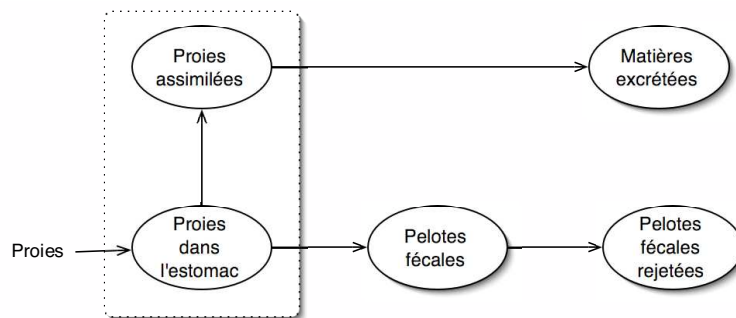 Proies
assimilées
Matières
excrétées
Proies
Proies
dans
l'estomac
Pelotes
fécales
Pelotes
fécales
rejetées